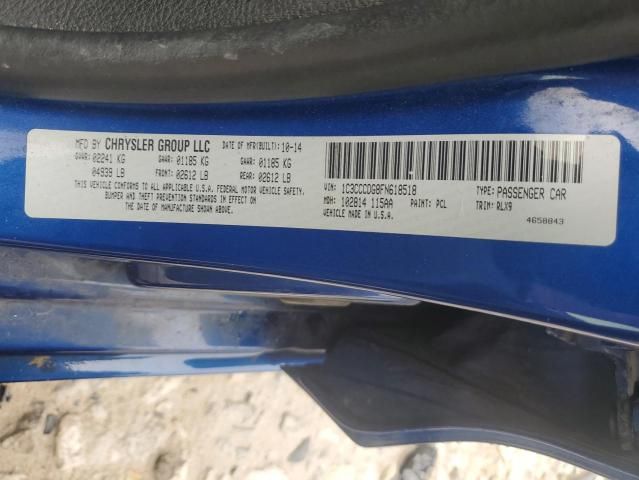 MFD BY CHRYSLER GROUP LLC DATE OF MFR(BUILT): 10-14
GVWR: 02241 KG GAWR: 01185 KG GAWR: 01185 KG
04939 LB FRONT: 02612 LB REAR: 02612 LB
THIS VEHICLE CONFORMS TO ALL APPLICABLE U.S.A. FEDERAL MOTOR VEHICLE SAFETY,
BUMPER AND THEFT PREVENTION STANDARDS IN EFFECT ON
THE DATE OF MANUFACTURE SHOWN ABOVE.
VIN: 1C3CCCDG8FN618518 TYPE: PASSENGER CAR
MDH: 102814 115AA PAINT: PCL TRIM: RLX9
MADE IN U.S.A. 4658843